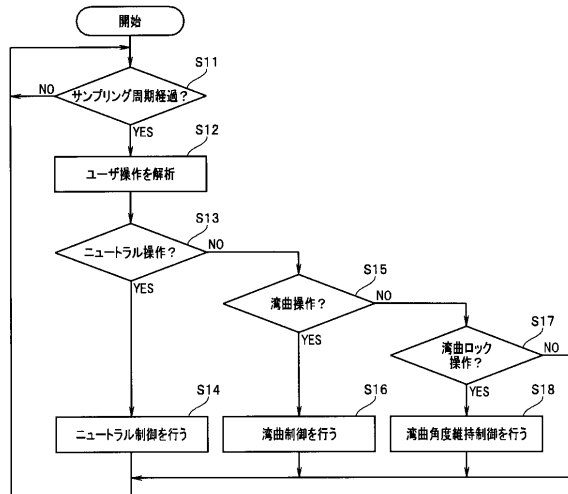 開始
S11
サンプリング周期経過？
NO
YES
S12
ユーザ操作を解析
S13
ニュートラル操作？
NO
YES
S15
湾曲操作？
NO
YES
S17
湾曲ロック
操作？
NO
YES
S14
ニュートラル制御を行う
S16
湾曲制御を行う
S18
湾曲角度維持制御を行う